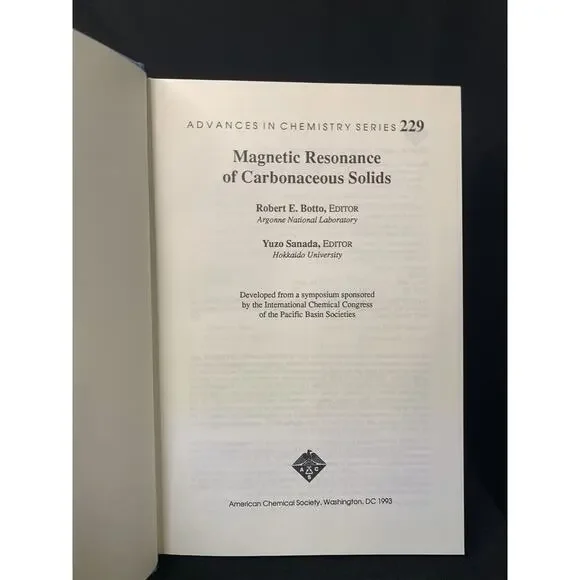 ADVANCES IN CHEMISTRY SERIES 229
Magnetic Resonance
of Carbonaceous Solids
Robert E. Botto, EDITOR
Argonne National Laboratory
Yuzo Sanada, EDITOR
Hokkaido University
Developed from a symposium sponsored
by the International Chemical Congress
of the Pacific Basin Societies
A C
S
American Chemical Society, Washington, DC 1993